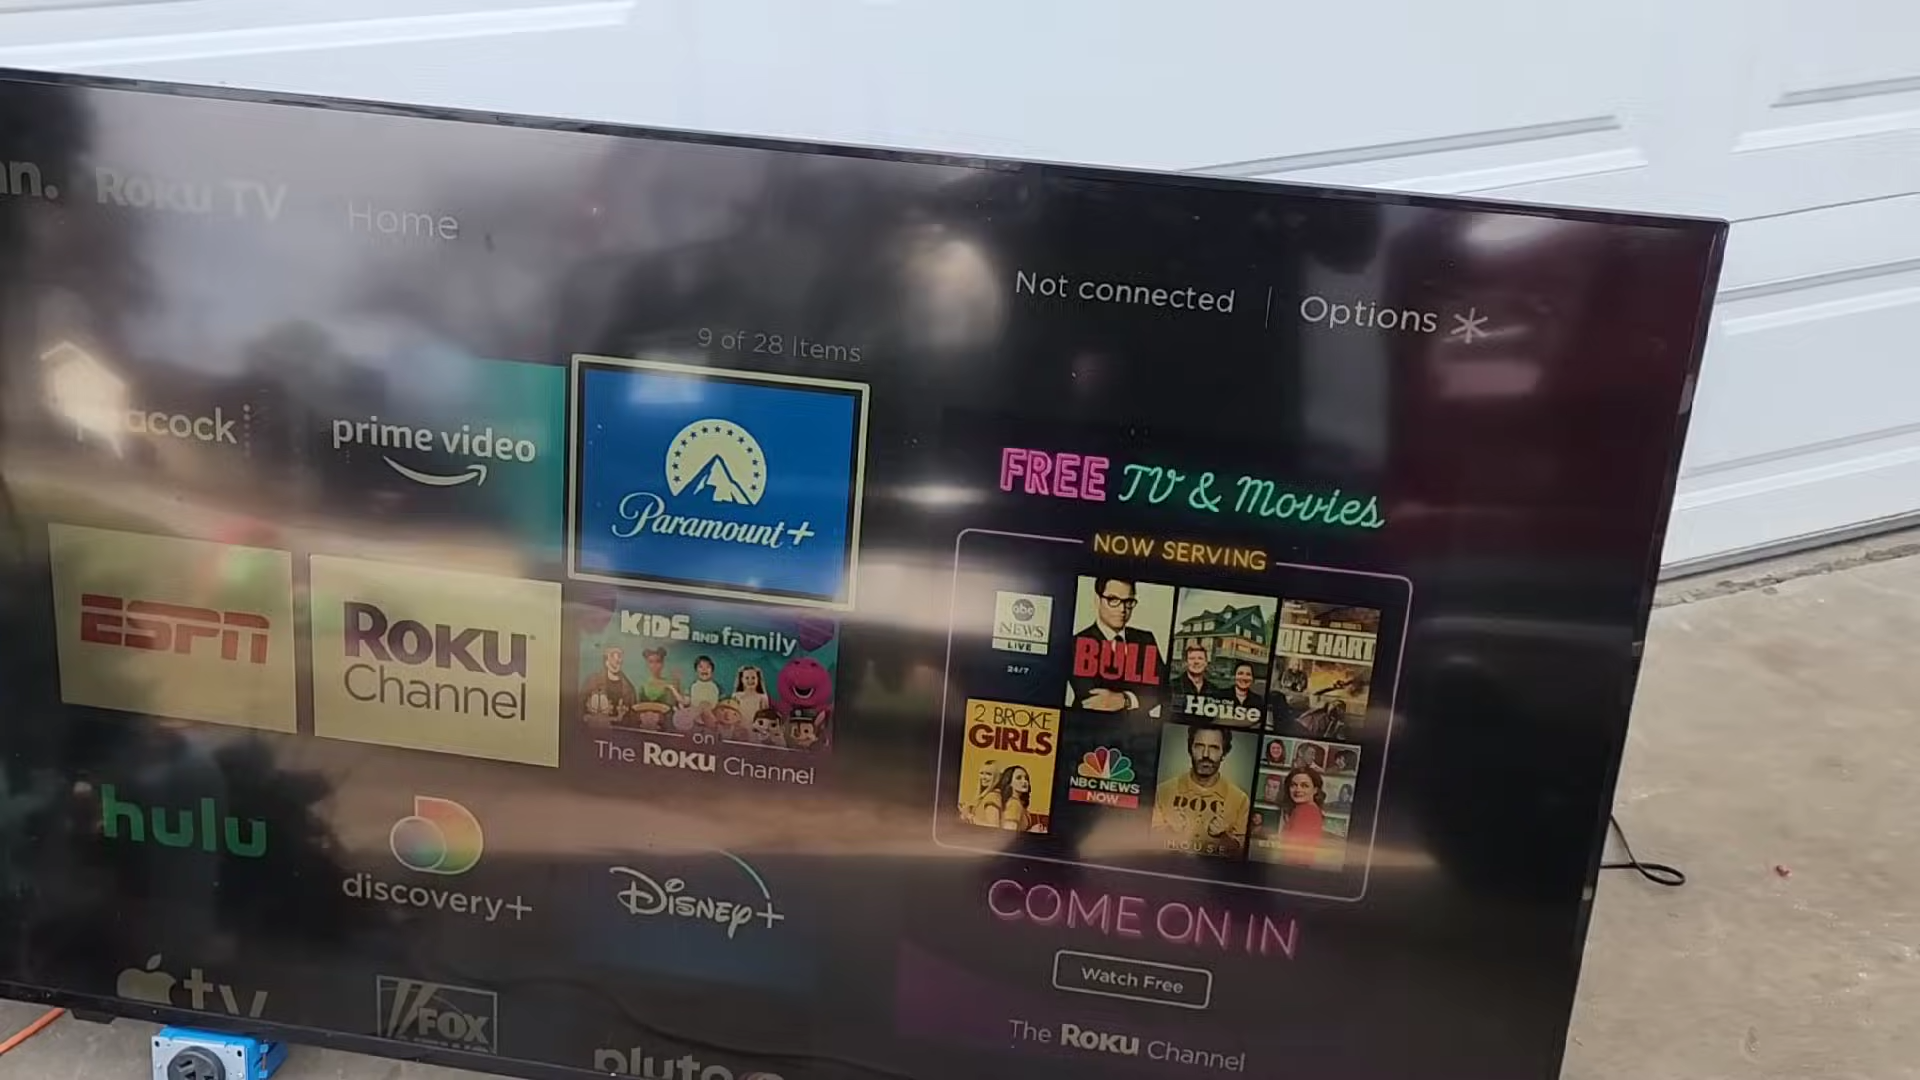 n. Roku TV Home
Not connected | Options
9 of 28 Items
peacock
prime video
Paramount+
ESPN
Roku
Channel
KiDS AND family
on
The Roku Channel
hulu
discovery+
Disney+
tv
FOX
pluto
FREE TV & Movies
NOW SERVING
abc
NEWS
LIVE
24/7
BULL
House
DIE HART
2 BROKE
GIRLS
NBC NEWS
NOW
DOC
HOUSE
COME ON IN
Watch Free
The Roku Channel